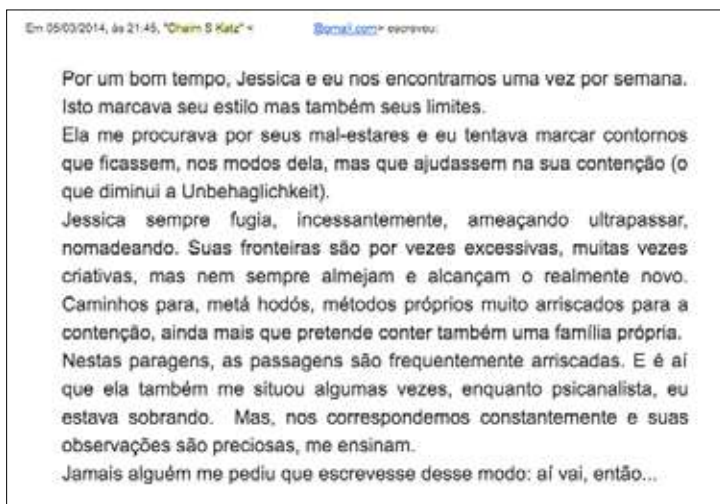 Em 05/03/2014, às 21:45, "Chaim S Katz" < @gmail.com> escreveu:
Por um bom tempo, Jessica e eu nos encontramos uma vez por semana.
Isto marcava seu estilo mas também seus limites.
Ela me procurava por seus mal-estares e eu tentava marcar contornos
que ficassem, nos modos dela, mas que ajudassem na sua contenção (o
que diminui a Unbehaglichkeit).
Jessica sempre fugia, incessantemente, ameaçando ultrapassar,
nomadeando. Suas fronteiras são por vezes excessivas, muitas vezes
criativas, mas nem sempre almejam e alcançam o realmente novo.
Caminhos para, metá hodós, métodos próprios muito arriscados para a
contenção, ainda mais que pretende conter também uma família própria.
Nestas paragens, as passagens são frequentemente arriscadas. E é aí
que ela também me situou algumas vezes, enquanto psicanalista, eu
estava sobrando. Mas, nos correspondemos constantemente e suas
observações são preciosas, me ensinam.
Jamais alguém me pediu que escrevesse desse modo: aí vai, então...